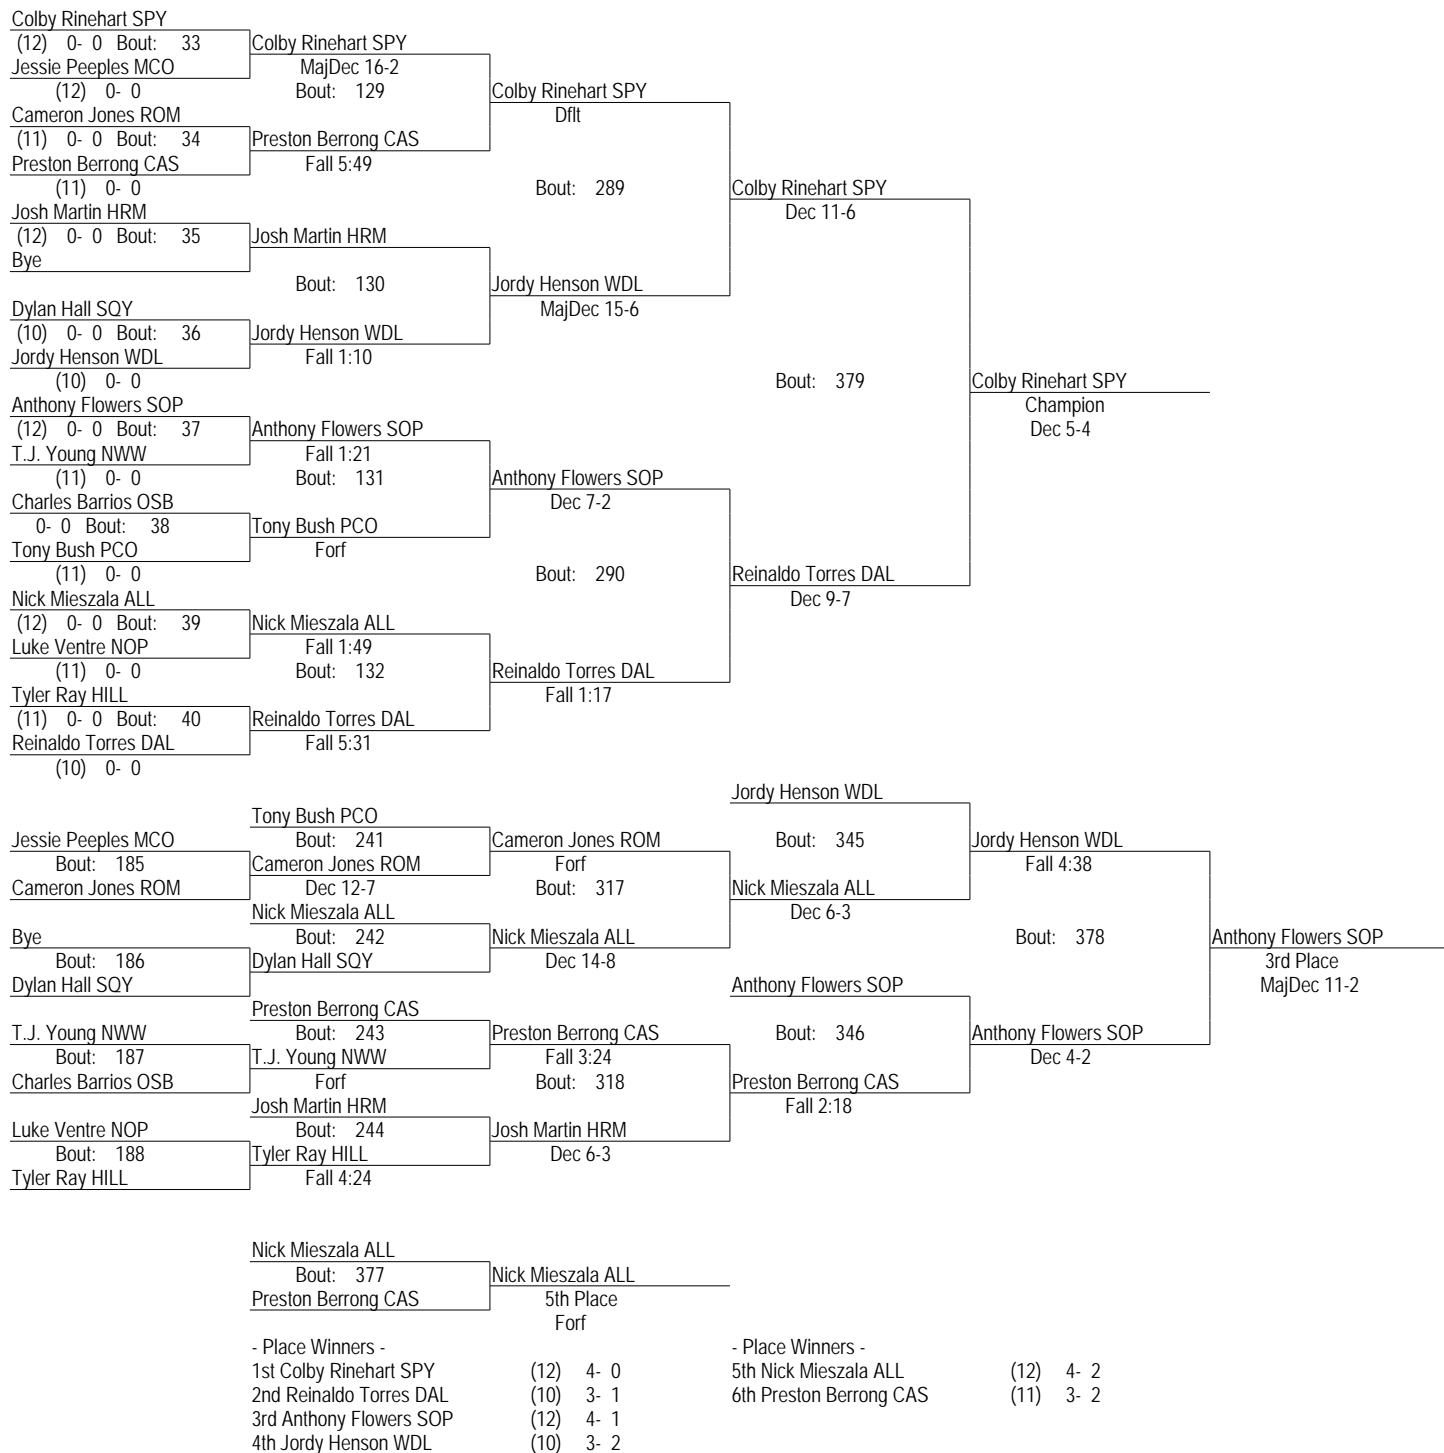 Colby Rinehart SPY
(12) 0- 0 Bout: 33
Jessie Peeples MCO
(12) 0- 0
Cameron Jones ROM
(11) 0- 0 Bout: 34
Preston Berrong CAS
(11) 0- 0
Josh Martin HRM
(12) 0- 0 Bout: 35
Bye
Dylan Hall SQY
(10) 0- 0 Bout: 36
Jordy Henson WDL
(10) 0- 0
Anthony Flowers SOP
(12) 0- 0 Bout: 37
T.J. Young NWW
(11) 0- 0
Charles Barrios OSB
0- 0 Bout: 38
Tony Bush PCO
(11) 0- 0
Nick Mieszala ALL
(12) 0- 0 Bout: 39
Luke Ventre NOP
(11) 0- 0
Tyler Ray HILL
(11) 0- 0 Bout: 40
Reinaldo Torres DAL
(10) 0- 0
Colby Rinehart SPY
MajDec 16-2
Bout: 129
Preston Berrong CAS
Fall 5:49
Josh Martin HRM
Bout: 130
Jordy Henson WDL
Fall 1:10
Anthony Flowers SOP
Fall 1:21
Bout: 131
Tony Bush PCO
Forf
Nick Mieszala ALL
Fall 1:49
Bout: 132
Reinaldo Torres DAL
Fall 5:31
Colby Rinehart SPY
Dflt
Bout: 289
Jordy Henson WDL
MajDec 15-6
Anthony Flowers SOP
Dec 7-2
Bout: 290
Reinaldo Torres DAL
Fall 1:17
Colby Rinehart SPY
Dec 11-6
Bout: 379
Reinaldo Torres DAL
Dec 9-7
Colby Rinehart SPY
Champion
Dec 5-4
Jessie Peeples MCO
Bout: 185
Cameron Jones ROM
Bye
Bout: 186
Dylan Hall SQY
T.J. Young NWW
Bout: 187
Charles Barrios OSB
Luke Ventre NOP
Bout: 188
Tyler Ray HILL
Tony Bush PCO
Bout: 241
Cameron Jones ROM
Dec 12-7
Nick Mieszala ALL
Bout: 242
Dylan Hall SQY
Preston Berrong CAS
Bout: 243
T.J. Young NWW
Forf
Josh Martin HRM
Bout: 244
Tyler Ray HILL
Fall 4:24
Cameron Jones ROM
Forf
Bout: 317
Nick Mieszala ALL
Dec 14-8
Preston Berrong CAS
Fall 3:24
Bout: 318
Josh Martin HRM
Dec 6-3
Jordy Henson WDL
Bout: 345
Nick Mieszala ALL
Dec 6-3
Anthony Flowers SOP
Bout: 346
Preston Berrong CAS
Fall 2:18
Jordy Henson WDL
Fall 4:38
Bout: 378
Anthony Flowers SOP
Dec 4-2
Anthony Flowers SOP
3rd Place
MajDec 11-2
Nick Mieszala ALL
Bout: 377
Preston Berrong CAS
Nick Mieszala ALL
5th Place
Forf
- Place Winners -
1st Colby Rinehart SPY (12) 4- 0
2nd Reinaldo Torres DAL (10) 3- 1
3rd Anthony Flowers SOP (12) 4- 1
4th Jordy Henson WDL (10) 3- 2
- Place Winners -
5th Nick Mieszala ALL (12) 4- 2
6th Preston Berrong CAS (11) 3- 2